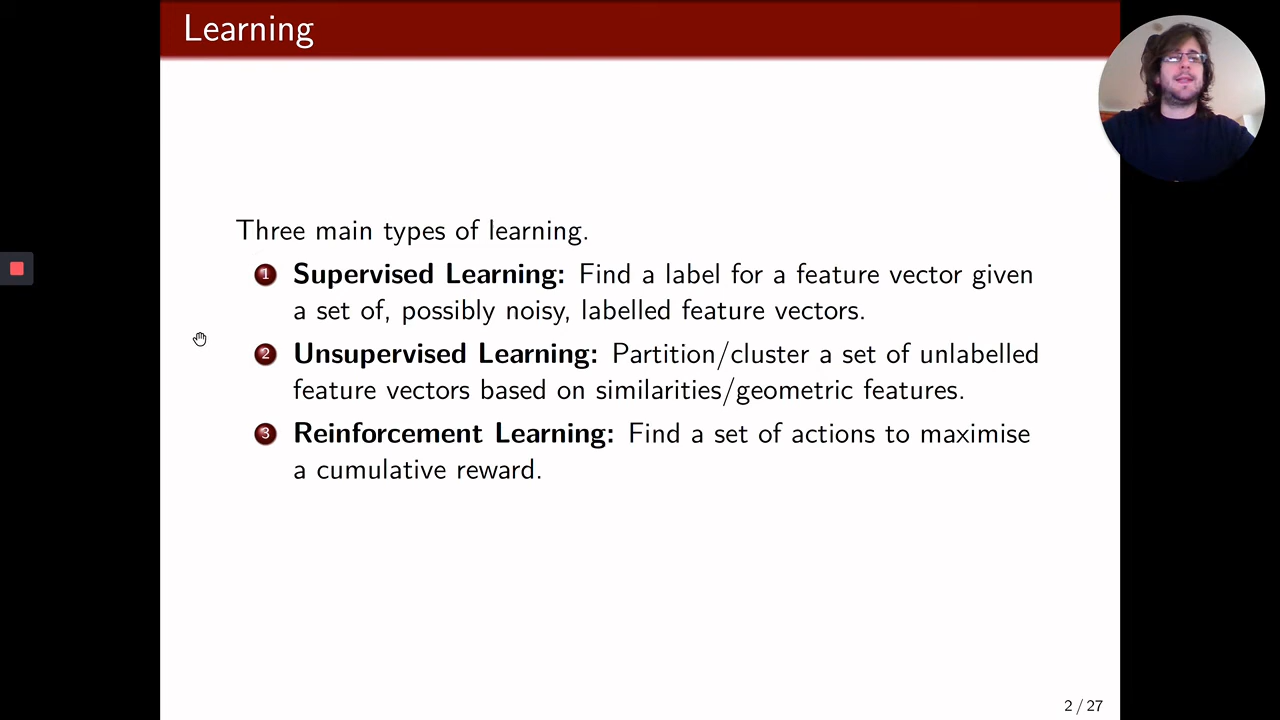 Learning
Three main types of learning.
1 Supervised Learning: Find a label for a feature vector given
a set of, possibly noisy, labelled feature vectors.
2 Unsupervised Learning: Partition/cluster a set of unlabelled
feature vectors based on similarities/geometric features.
3 Reinforcement Learning: Find a set of actions to maximise
a cumulative reward.
2 / 27